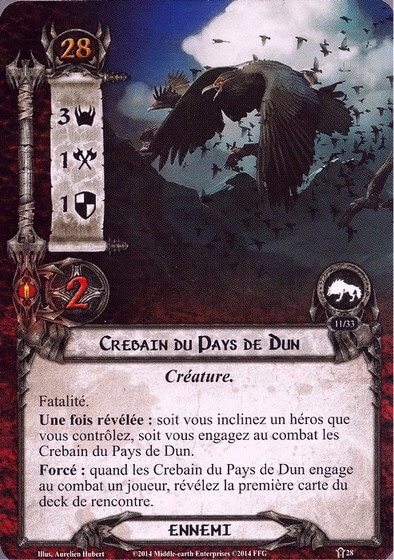 28
3
1
1
2
11/33
Crebain du Pays de Dun
Créature.
Fatalité.
Une fois révélée : soit vous inclinez un héros que
vous contrôlez, soit vous engagez au combat les
Crebain du Pays de Dun.
Forcé : quand les Crebain du Pays de Dun engage
au combat un joueur, révélez la première carte du
deck de rencontre.
ENNEMI
Illus. Aurelien Hubert ©2014 Middle-earth Enterprises ©2014 FFG 28